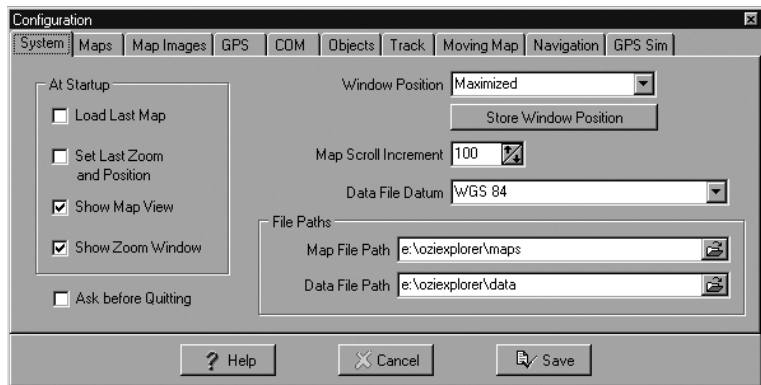 Configuration
System Maps Map Images GPS COM Objects Track Moving Map Navigation GPS Sim
At Startup
Load Last Map
Set Last Zoom
and Position
Show Map View
Show Zoom Window
Ask before Quitting
Window Position Maximized
Store Window Position
Map Scroll Increment 100
Data File Datum WGS 84
File Paths
Map File Path e:\oziexplorer\maps
Data File Path e:\oziexplorer\data
? Help Cancel Save